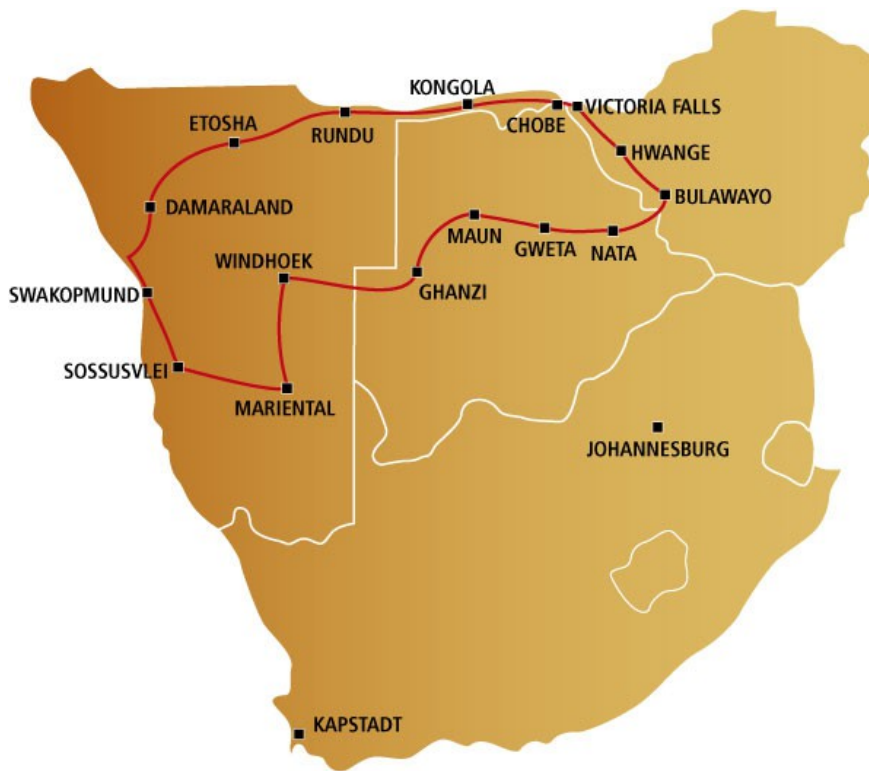 KONGOLA
VICTORIA FALLS
ETOSHA
RUNDU
CHOBE
HWANGE
DAMARALAND
BULAWAYO
MAUN
GWETA
NATA
WINDHOEK
GHANZI
SWAKOPMUND
SOSSUSVLEI
MARIENTAL
JOHANNESBURG
KAPSTADT